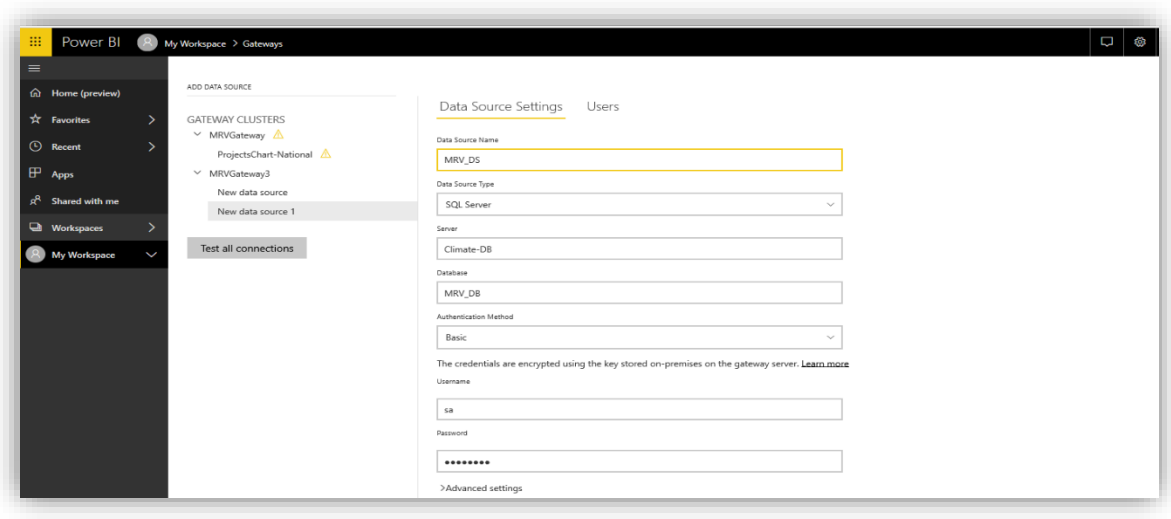 Power BI My Workspace > Gateways
Home (preview)
Favorites
Recent
Apps
Shared with me
Workspaces
My Workspace
ADD DATA SOURCE
GATEWAY CLUSTERS
MRVGateway
ProjectsChart-National
MRVGateway3
New data source
New data source 1
Test all connections
Data Source Settings Users
Data Source Name
MRV_DS
Data Source Type
SQL Server
Server
Climate-DB
Database
MRV_DB
Authentication Method
Basic
The credentials are encrypted using the key stored on-premises on the gateway server. Learn more
Username
sa
Password
••••••••
>Advanced settings